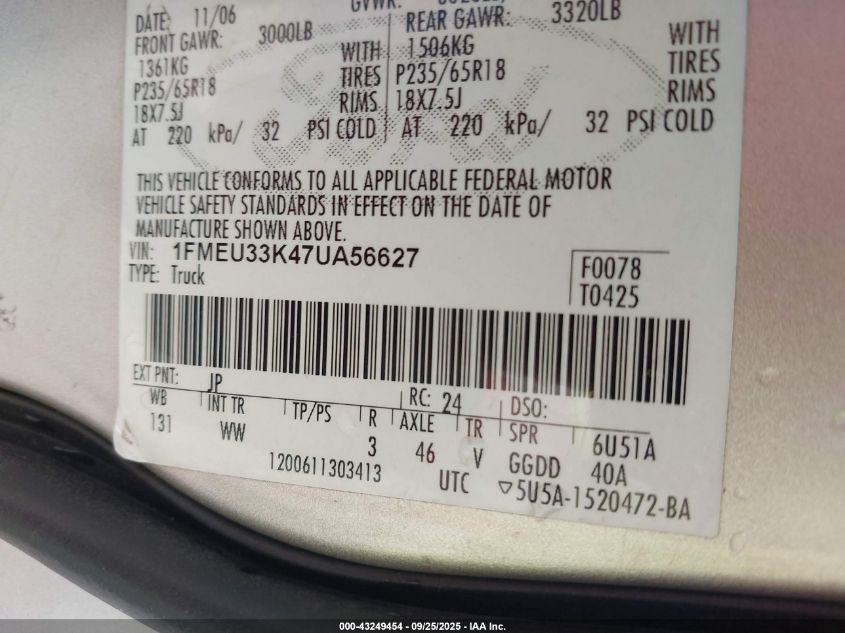 DATE: 11/06 GVWR:
FRONT GAWR: 3000LB REAR GAWR: 3320LB
1361KG WITH 1506KG WITH
P235/65R18 TIRES P235/65R18 TIRES
18X7.5J RIMS 18X7.5J RIMS
AT 220 kPa/ 32 PSI COLD AT 220 kPa/ 32 PSI COLD
Ford
THIS VEHICLE CONFORMS TO ALL APPLICABLE FEDERAL MOTOR
VEHICLE SAFETY STANDARDS IN EFFECT ON THE DATE OF
MANUFACTURE SHOWN ABOVE.
VIN: 1FMEU33K47UA56627
TYPE: Truck
F0078
T0425
EXT PNT: JP RC: 24 DSO:
WB INT TR TP/PS R AXLE TR SPR 6U51A
131 WW 3 46 V GGDD 40A
1200611303413 UTC ▽5U5A-1520472-BA
000-43249454 - 09/25/2025 - IAA Inc.